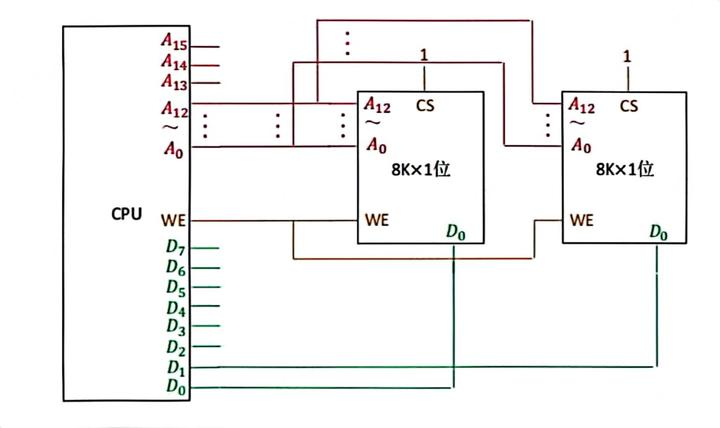 A₁₅
A₁₄
A₁₃
A₁₂
~
A₀
CPU
WE
D₇
D₆
D₅
D₄
D₃
D₂
D₁
D₀
1
A₁₂ CS
~
A₀
8K×1位
WE
D₀
1
A₁₂ CS
~
A₀
8K×1位
WE
D₀